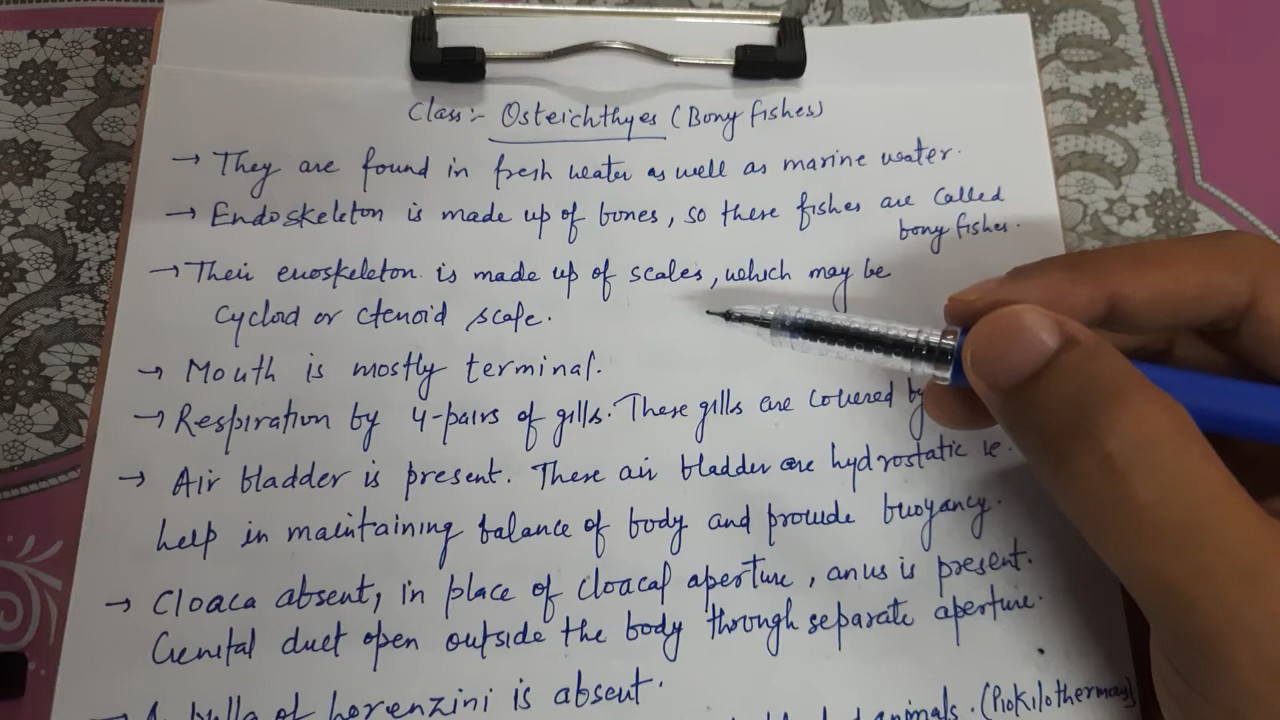 Class:- Osteichthyes (Bony fishes)
→ They are found in fresh water as well as marine water.
→ Endoskeleton is made up of bones, so these fishes are called
bony fishes.
→ Their exoskeleton is made up of scales, which may be
cycloid or ctenoid scale.
→ Mouth is mostly terminal.
→ Respiration by 4-pairs of gills. These gills are covered by
→ Air bladder is present. These air bladder are hydrostatic ie.
help in maintaining balance of body and provide buoyancy.
→ Cloaca absent, in place of cloacal aperture, anus is present.
Genital duct open outside the body through separate aperture.
of Lorenzini is absent.
animals. (Piokilothermous)